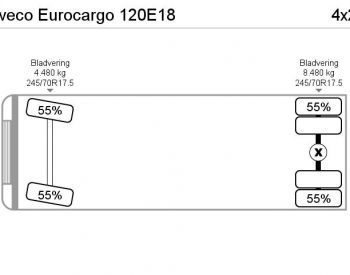 veco Eurocargo 120E18 4x2
Bladvering
4.480 kg
245/70R17.5
Bladvering
8.480 kg
245/70R17.5
55%
55%
X
55%
55%